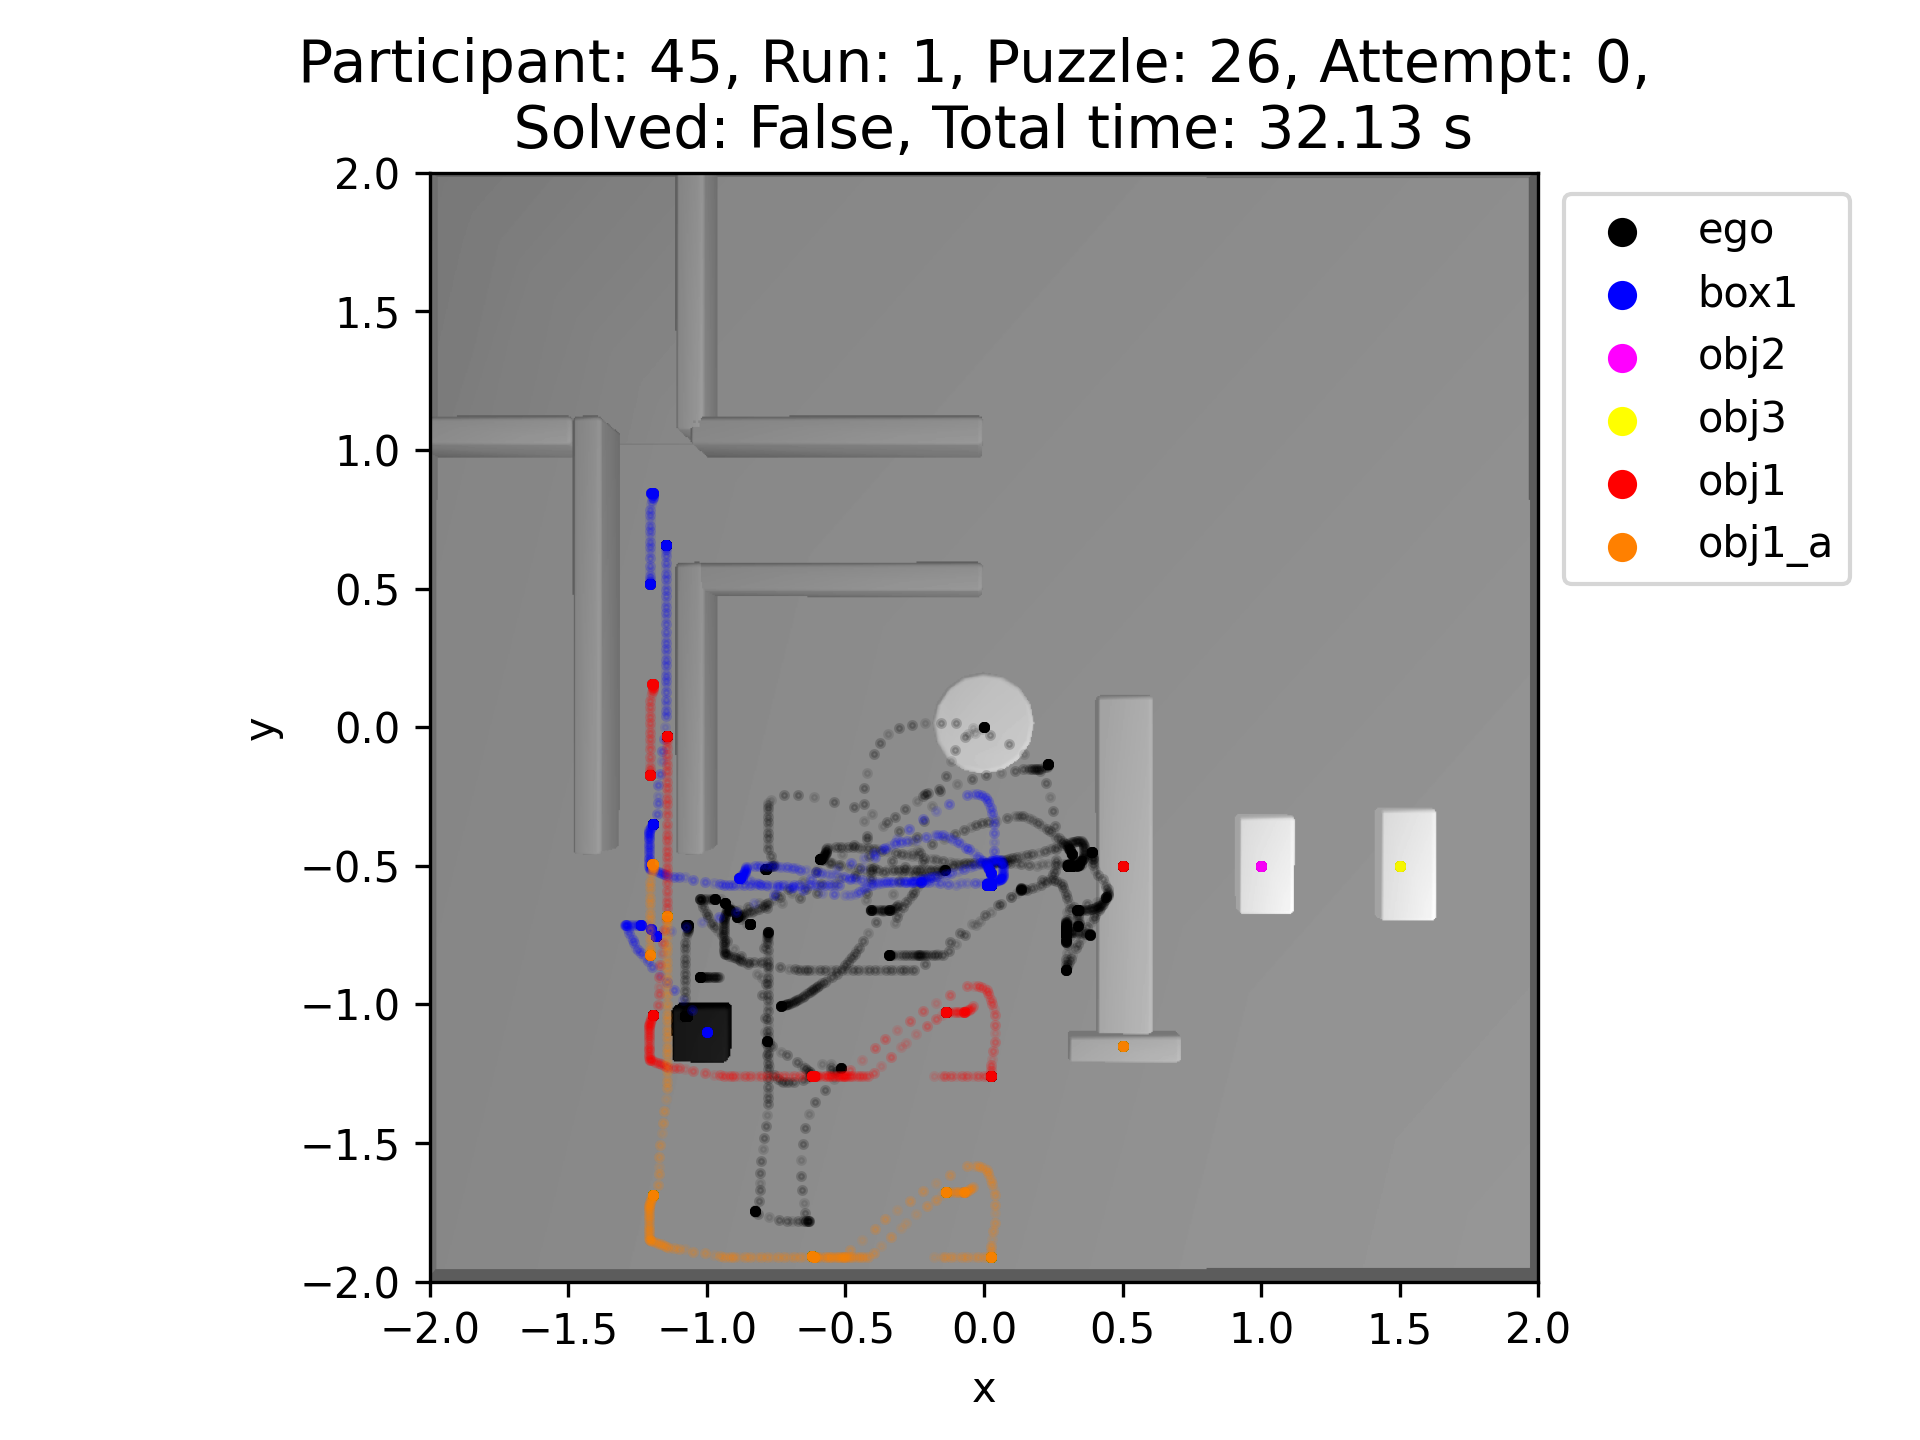 Participant: 45, Run: 1, Puzzle: 26, Attempt: 0,
Solved: False, Total time: 32.13 s
2.0
1.5
1.0
0.5
0.0
−0.5
−1.0
−1.5
−2.0
y
−2.0 −1.5 −1.0 −0.5 0.0 0.5 1.0 1.5 2.0
x
ego
box1
obj2
obj3
obj1
obj1_a